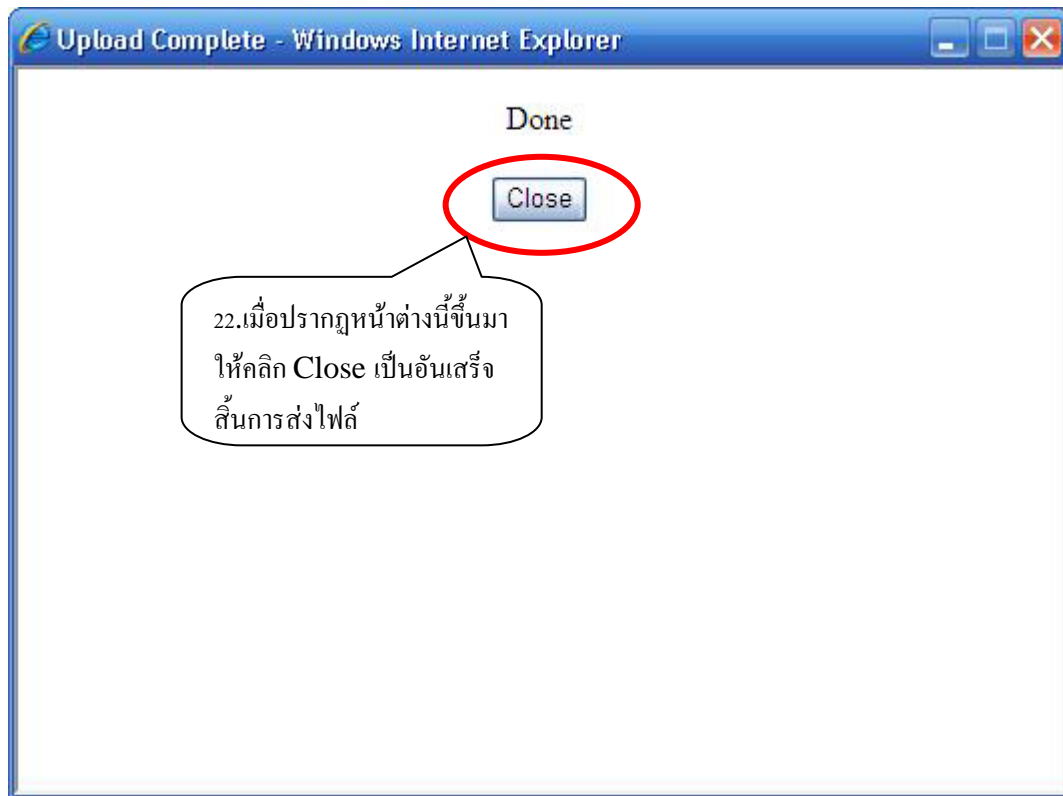 Upload Complete - Windows Internet Explorer
Done
Close
22.เมื่อปรากฏหน้าต่างนี้ขึ้นมา
ให้คลิก Close เป็นอันเสร็จ
สิ้นการส่งไฟล์